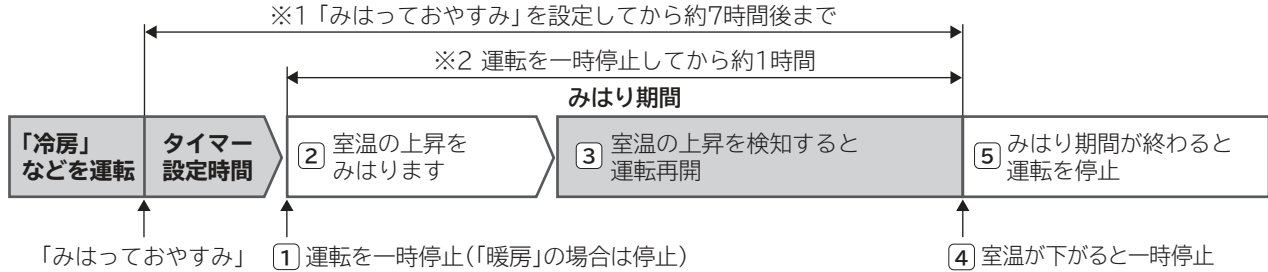 ※1「みはっておやすみ」を設定してから約7時間後まで
※2 運転を一時停止してから約1時間
みはり期間
「冷房」
などを運転
タイマー
設定時間
2 室温の上昇を
みはります
3 室温の上昇を検知すると
運転再開
5 みはり期間が終わると
運転を停止
「みはっておやすみ」
1 運転を一時停止(「暖房」の場合は停止)
4 室温が下がると一時停止